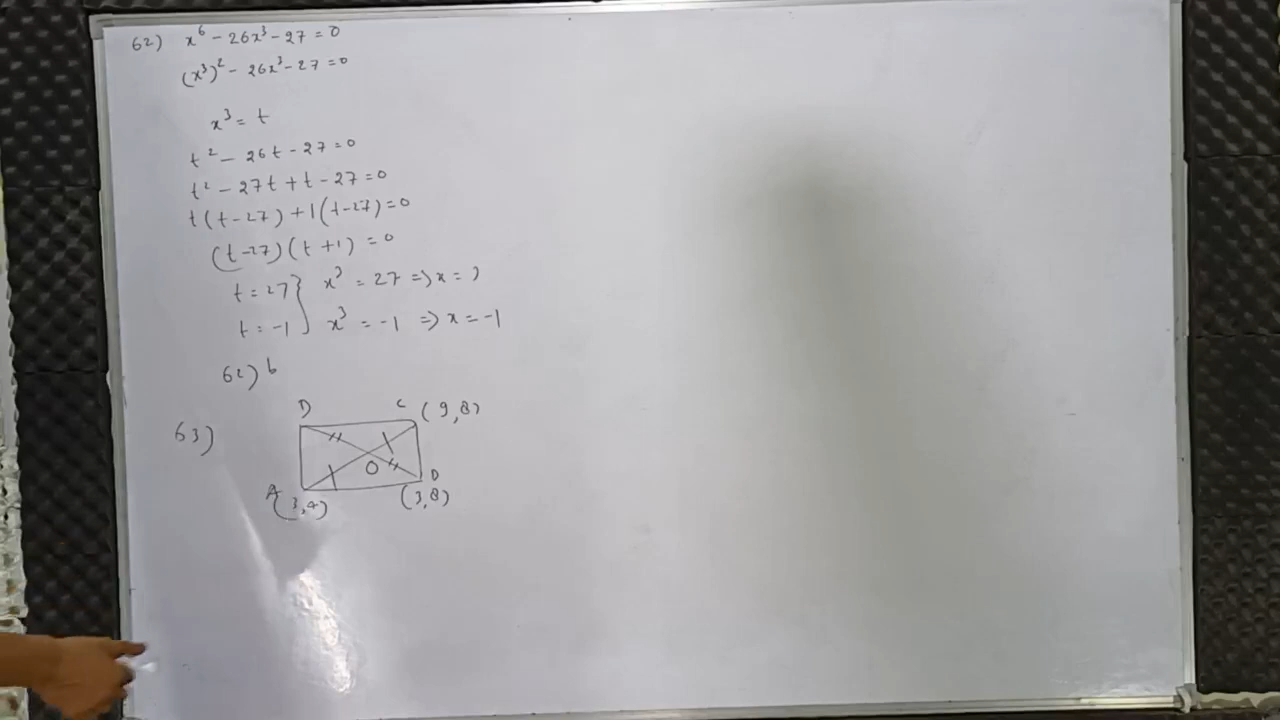 62) x⁶ - 26x³ - 27 = 0
(x³)² - 26x³ - 27 = 0
x³ = t
t² - 26t - 27 = 0
t² - 27t + t - 27 = 0
t(t - 27) + 1(t - 27) = 0
(t - 27)(t + 1) = 0
t = 27 } x³ = 27 ⇒ x = 3
t = -1 } x³ = -1 ⇒ x = -1
62) b
D C (9,8)
63)
O
A B
(3,4) (3,8)